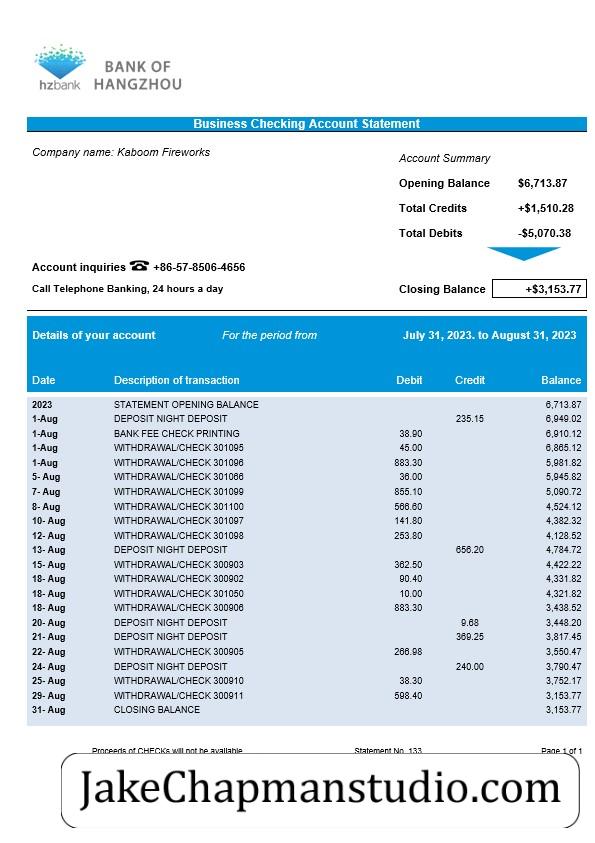 hzbank
BANK OF
HANGZHOU
Business Checking Account Statement
Company name: Kaboom Fireworks
Account Summary
Opening Balance $6,713.87
Total Credits +$1,510.28
Total Debits -$5,070.38
Account inquiries ☎ +86-57-8506-4656
Call Telephone Banking, 24 hours a day
Closing Balance +$3,153.77
Details of your account For the period from July 31, 2023. to August 31, 2023
Date Description of transaction Debit Credit Balance
2023 STATEMENT OPENING BALANCE 6,713.87
1-Aug DEPOSIT NIGHT DEPOSIT 235.15 6,949.02
1-Aug BANK FEE CHECK PRINTING 38.90 6,910.12
1-Aug WITHDRAWAL/CHECK 301095 45.00 6,865.12
1-Aug WITHDRAWAL/CHECK 301096 883.30 5,981.82
5- Aug WITHDRAWAL/CHECK 301066 36.00 5,945.82
7- Aug WITHDRAWAL/CHECK 301099 855.10 5,090.72
8- Aug WITHDRAWAL/CHECK 301100 566.60 4,524.12
10- Aug WITHDRAWAL/CHECK 301097 141.80 4,382.32
12- Aug WITHDRAWAL/CHECK 301098 253.80 4,128.52
13- Aug DEPOSIT NIGHT DEPOSIT 656.20 4,784.72
15- Aug WITHDRAWAL/CHECK 300903 362.50 4,422.22
18- Aug WITHDRAWAL/CHECK 300902 90.40 4,331.82
18- Aug WITHDRAWAL/CHECK 301050 10.00 4,321.82
18- Aug WITHDRAWAL/CHECK 300906 883.30 3,438.52
20- Aug DEPOSIT NIGHT DEPOSIT 9.68 3,448.20
21- Aug DEPOSIT NIGHT DEPOSIT 369.25 3,817.45
22- Aug WITHDRAWAL/CHECK 300905 266.98 3,550.47
24- Aug DEPOSIT NIGHT DEPOSIT 240.00 3,790.47
25- Aug WITHDRAWAL/CHECK 300910 38.30 3,752.17
29- Aug WITHDRAWAL/CHECK 300911 598.40 3,153.77
31- Aug CLOSING BALANCE 3,153.77
Proceeds of CHECKs will not be available Statement No. 133 Page 1 of 1
JakeChapmanstudio.com